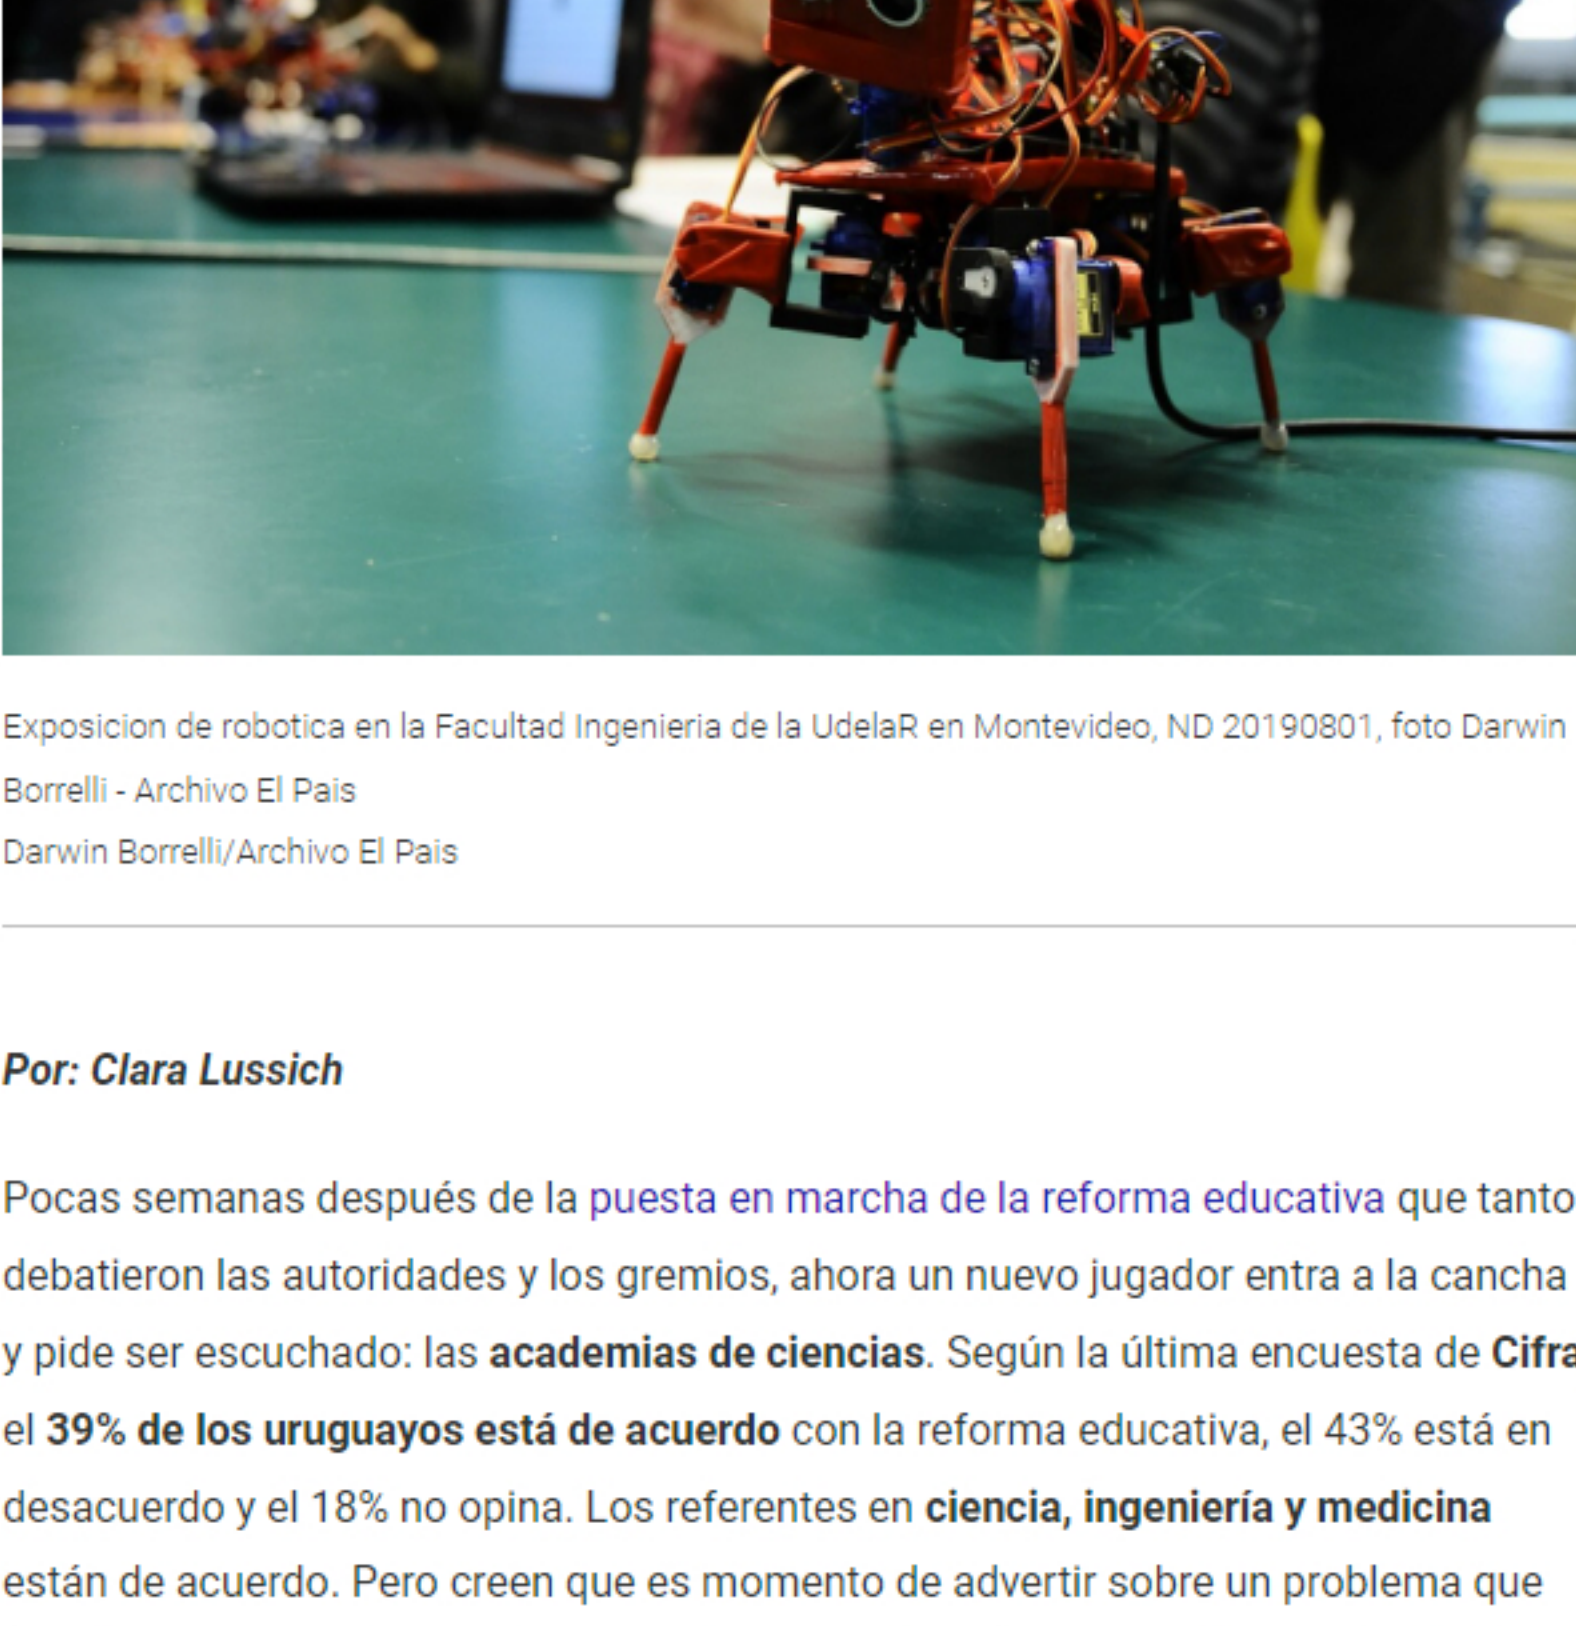 Exposicion de robotica en la Facultad Ingenieria de la UdelaR en Montevideo, ND 20190801, foto Darwin
Borrelli - Archivo El Pais
Darwin Borrelli/Archivo El Pais
Por: Clara Lussich
Pocas semanas después de la puesta en marcha de la reforma educativa que tanto
debatieron las autoridades y los gremios, ahora un nuevo jugador entra a la cancha
y pide ser escuchado: las academias de ciencias. Según la última encuesta de Cifra
el 39% de los uruguayos está de acuerdo con la reforma educativa, el 43% está en
desacuerdo y el 18% no opina. Los referentes en ciencia, ingeniería y medicina
están de acuerdo. Pero creen que es momento de advertir sobre un problema que